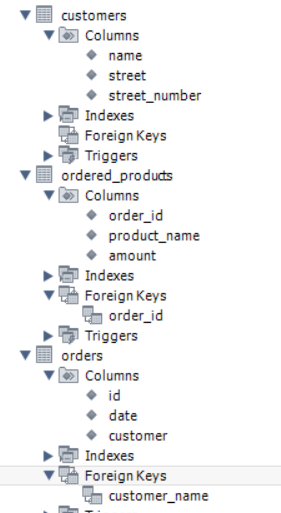 customers
Columns
name
street
street_number
Indexes
Foreign Keys
Triggers
ordered_products
Columns
order_id
product_name
amount
Indexes
Foreign Keys
order_id
Triggers
orders
Columns
id
date
customer
Indexes
Foreign Keys
customer_name